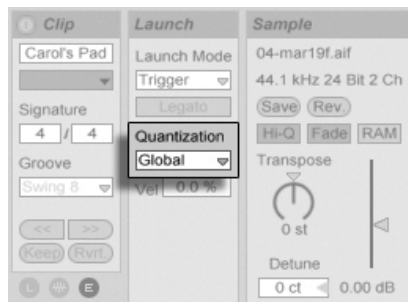 Clip
Carol's Pad
Signature
4 / 4
Groove
Swing 8
<< >>
Keep Rvrt.
L E
Launch
Launch Mode
Trigger
Legato
Quantization
Global
Vel 0.0 %
Sample
04-mar19f.aif
44.1 kHz 24 Bit 2 Ch
Save Rev.
Hi-Q Fade RAM
Transpose
0 st
Detune
0 ct 0.00 dB